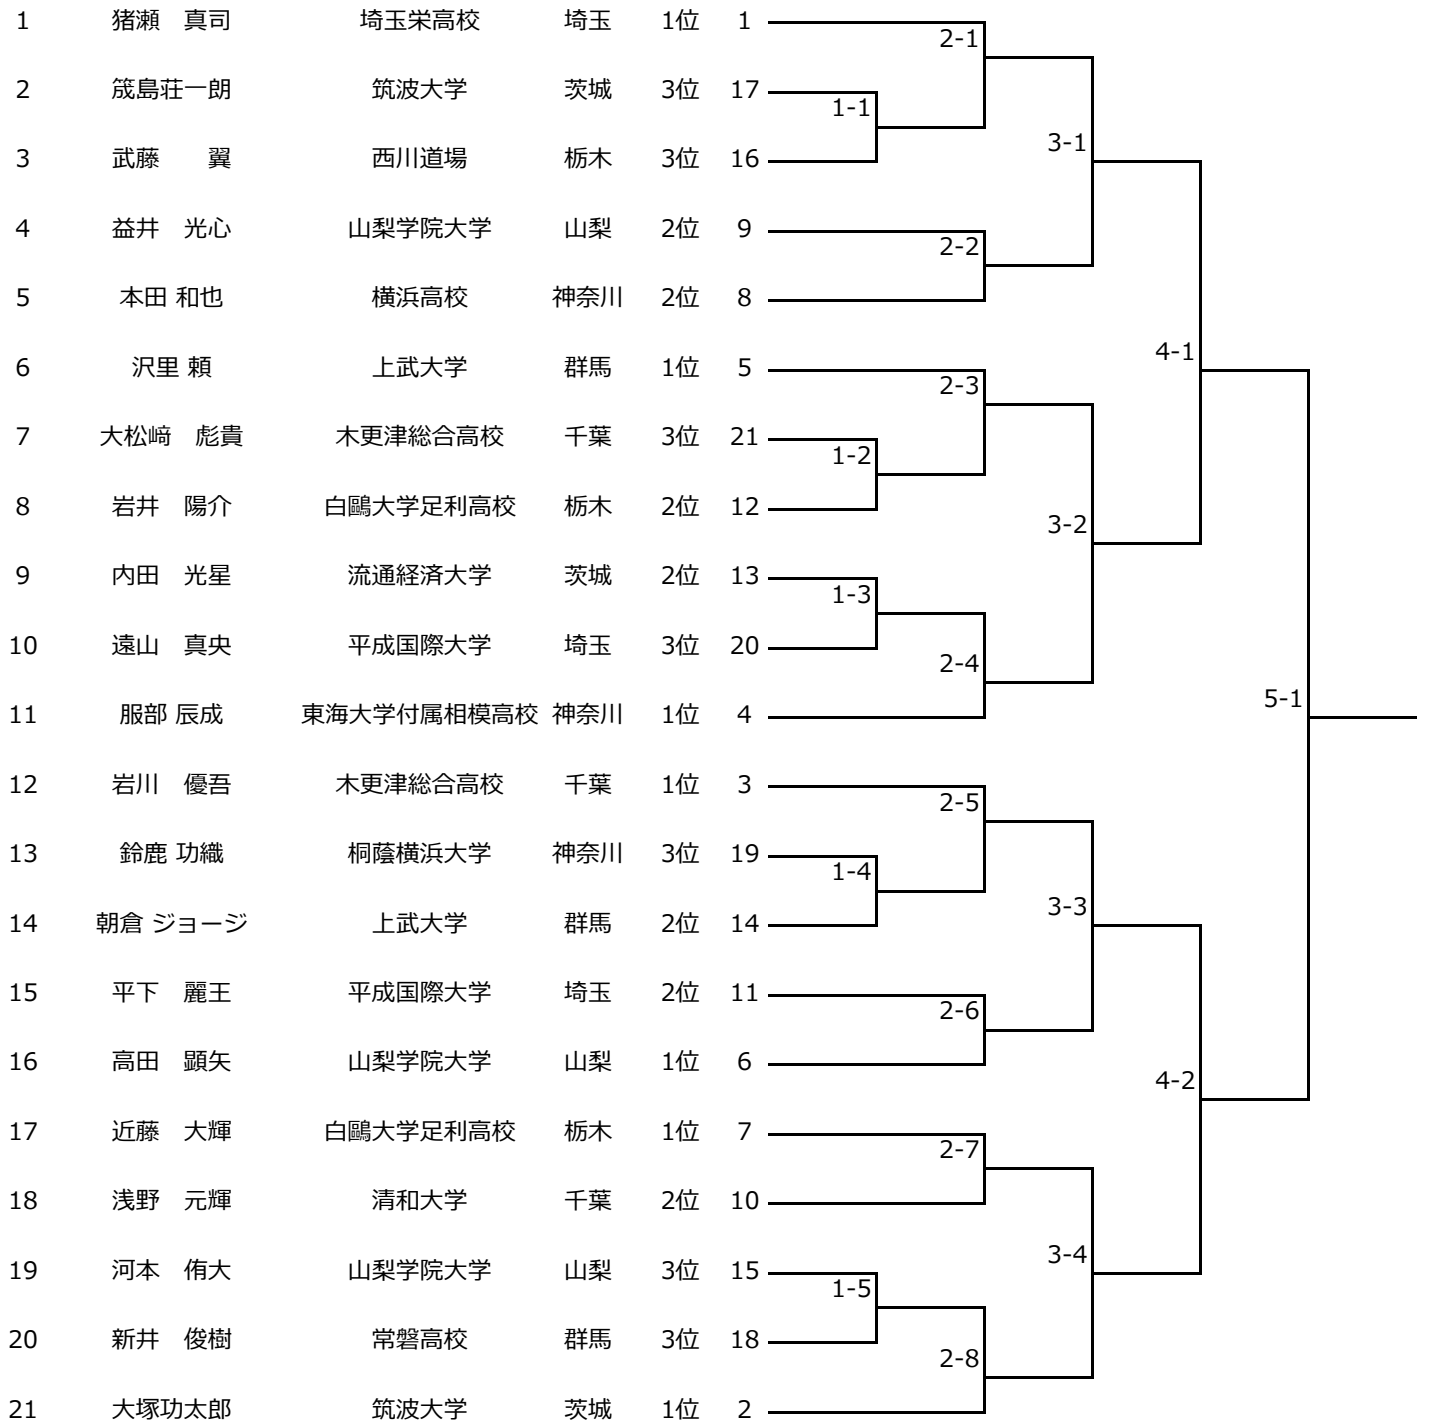 1 猪瀬　真司 埼玉栄高校 埼玉 1位 1
2-1
2 筬島荘一朗 筑波大学 茨城 3位 17
1-1
3 武藤　　翼 西川道場 栃木 3位 16
3-1
4 益井　光心 山梨学院大学 山梨 2位 9
2-2
5 本田 和也 横浜高校 神奈川 2位 8
4-1
6 沢里 頼 上武大学 群馬 1位 5
2-3
7 大松﨑　彪貴 木更津総合高校 千葉 3位 21
1-2
8 岩井　陽介 白鷗大学足利高校 栃木 2位 12
3-2
9 内田　光星 流通経済大学 茨城 2位 13
1-3
10 遠山　真央 平成国際大学 埼玉 3位 20
2-4
5-1
11 服部 辰成 東海大学付属相模高校 神奈川 1位 4
12 岩川　優吾 木更津総合高校 千葉 1位 3
2-5
13 鈴鹿 功織 桐蔭横浜大学 神奈川 3位 19
1-4
3-3
14 朝倉 ジョージ 上武大学 群馬 2位 14
15 平下　麗王 平成国際大学 埼玉 2位 11
2-6
16 高田　顕矢 山梨学院大学 山梨 1位 6
4-2
17 近藤　大輝 白鷗大学足利高校 栃木 1位 7
2-7
18 浅野　元輝 清和大学 千葉 2位 10
3-4
19 河本　侑大 山梨学院大学 山梨 3位 15
1-5
20 新井　俊樹 常磐高校 群馬 3位 18
2-8
21 大塚功太郎 筑波大学 茨城 1位 2